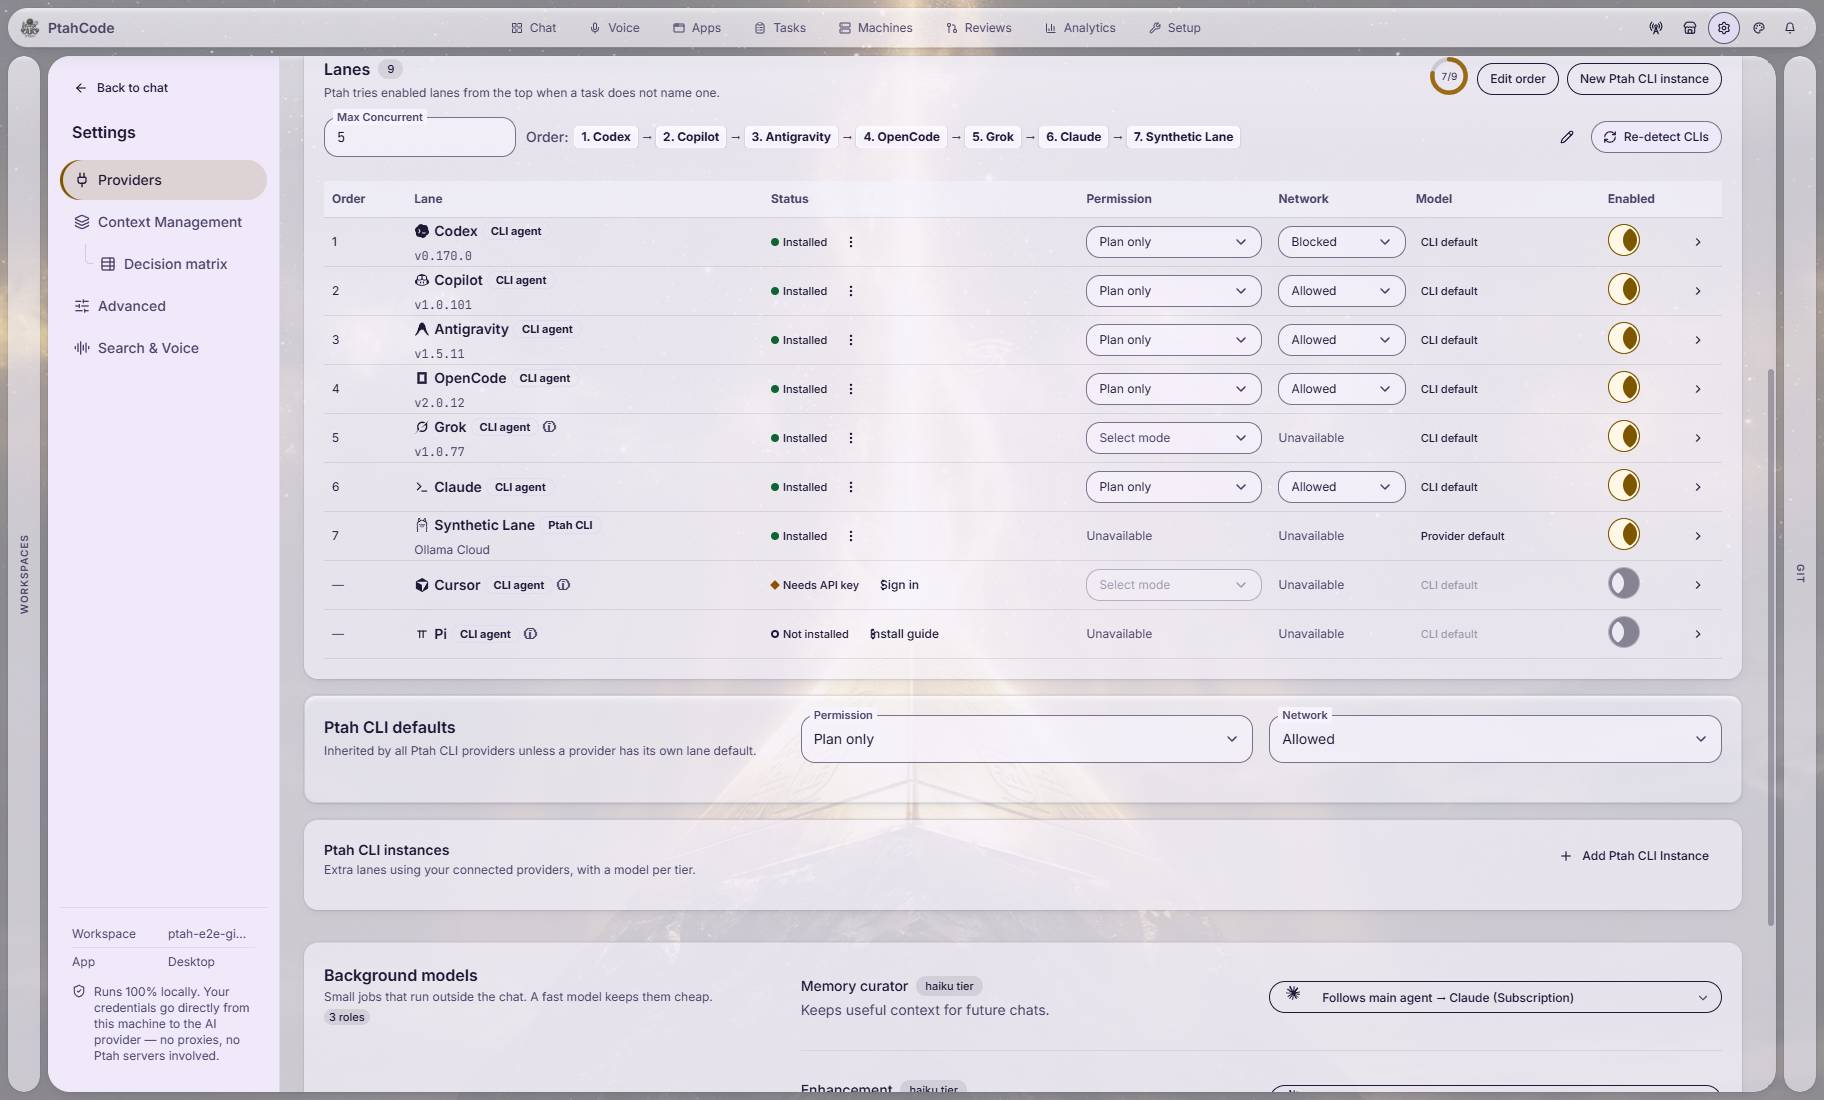 PtahCode
Chat
Voice
Apps
Tasks
Machines
Reviews
Analytics
Setup
WORKSPACES
Back to chat
Settings
Providers
Context Management
Decision matrix
Advanced
Search & Voice
Workspace ptah-e2e-gi...
App Desktop
Runs 100% locally. Your
credentials go directly from
this machine to the AI
provider — no proxies, no
Ptah servers involved.
Lanes 9
Ptah tries enabled lanes from the top when a task does not name one.
7/9
Edit order
New Ptah CLI instance
Max Concurrent
5
Order: 1. Codex → 2. Copilot → 3. Antigravity → 4. OpenCode → 5. Grok → 6. Claude → 7. Synthetic Lane
Re-detect CLIs
Order Lane Status Permission Network Model Enabled
1 Codex CLI agent Installed Plan only Blocked CLI default
v0.170.0
2 Copilot CLI agent Installed Plan only Allowed CLI default
v1.0.101
3 Antigravity CLI agent Installed Plan only Allowed CLI default
v1.5.11
4 OpenCode CLI agent Installed Plan only Allowed CLI default
v2.0.12
5 Grok CLI agent Installed Select mode Unavailable CLI default
v1.0.77
6 Claude CLI agent Installed Plan only Allowed CLI default
7 Synthetic Lane Ptah CLI Installed Unavailable Unavailable Provider default
Ollama Cloud
— Cursor CLI agent Needs API key Sign in Select mode Unavailable CLI default
— Pi CLI agent Not installed Install guide Unavailable Unavailable CLI default
Ptah CLI defaults
Inherited by all Ptah CLI providers unless a provider has its own lane default.
Permission
Plan only
Network
Allowed
Ptah CLI instances
Extra lanes using your connected providers, with a model per tier.
+ Add Ptah CLI Instance
Background models
Small jobs that run outside the chat. A fast model keeps them cheap.
3 roles
Memory curator haiku tier
Keeps useful context for future chats.
Follows main agent → Claude (Subscription)
Enhancement haiku tier
GIT